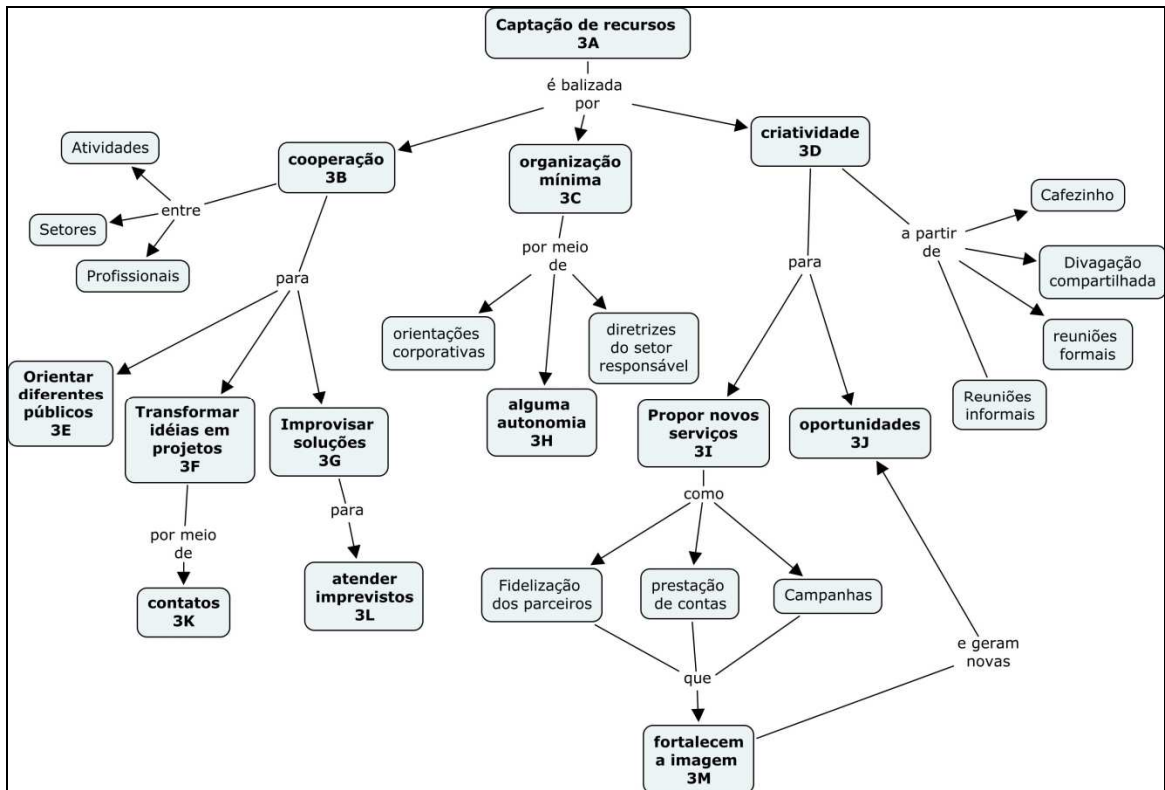 Captação de recursos
3A
é balizada
por
criatividade
3D
Atividades
cooperação
3B
organização
mínima
3C
Cafezinho
entre
Setores
a partir
de
por meio
de
Profissionais
para
para
Divagação
compartilhada
orientações
corporativas
diretrizes
do setor
responsável
reuniões
formais
Orientar
diferentes
públicos
3E
Reuniões
informais
Transformar
idéias em
projetos
3F
Improvisar
soluções
3G
alguma
autonomia
3H
Propor novos
serviços
3I
oportunidades
3J
como
para
por meio
de
atender
imprevistos
3L
Fidelização
dos parceiros
prestação
de contas
Campanhas
contatos
3K
e geram
novas
que
fortalecem
a imagem
3M